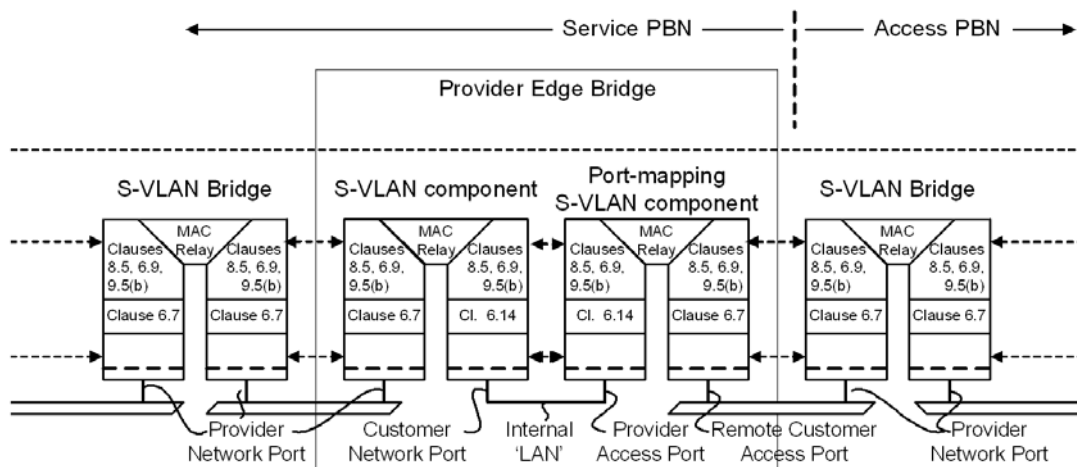 Service PBN
Access PBN
Provider Edge Bridge
S-VLAN Bridge
S-VLAN component
Port-mapping
S-VLAN component
S-VLAN Bridge
MAC
Relay
Clauses
8.5, 6.9,
9.5(b)
Clauses
8.5, 6.9,
9.5(b)
Clause 6.7
Clause 6.7
MAC
Relay
Clauses
8.5, 6.9,
9.5(b)
Clauses
8.5, 6.9,
9.5(b)
Clause 6.7
Cl. 6.14
MAC
Relay
Clauses
8.5, 6.9,
9.5(b)
Clauses
8.5, 6.9,
9.5(b)
Cl. 6.14
Clause 6.7
MAC
Relay
Clauses
8.5, 6.9,
9.5(b)
Clauses
8.5, 6.9,
9.5(b)
Clause 6.7
Clause 6.7
Provider
Network Port
Customer
Network Port
Internal
‘LAN’
Provider
Access Port
Remote Customer
Access Port
Provider
Network Port